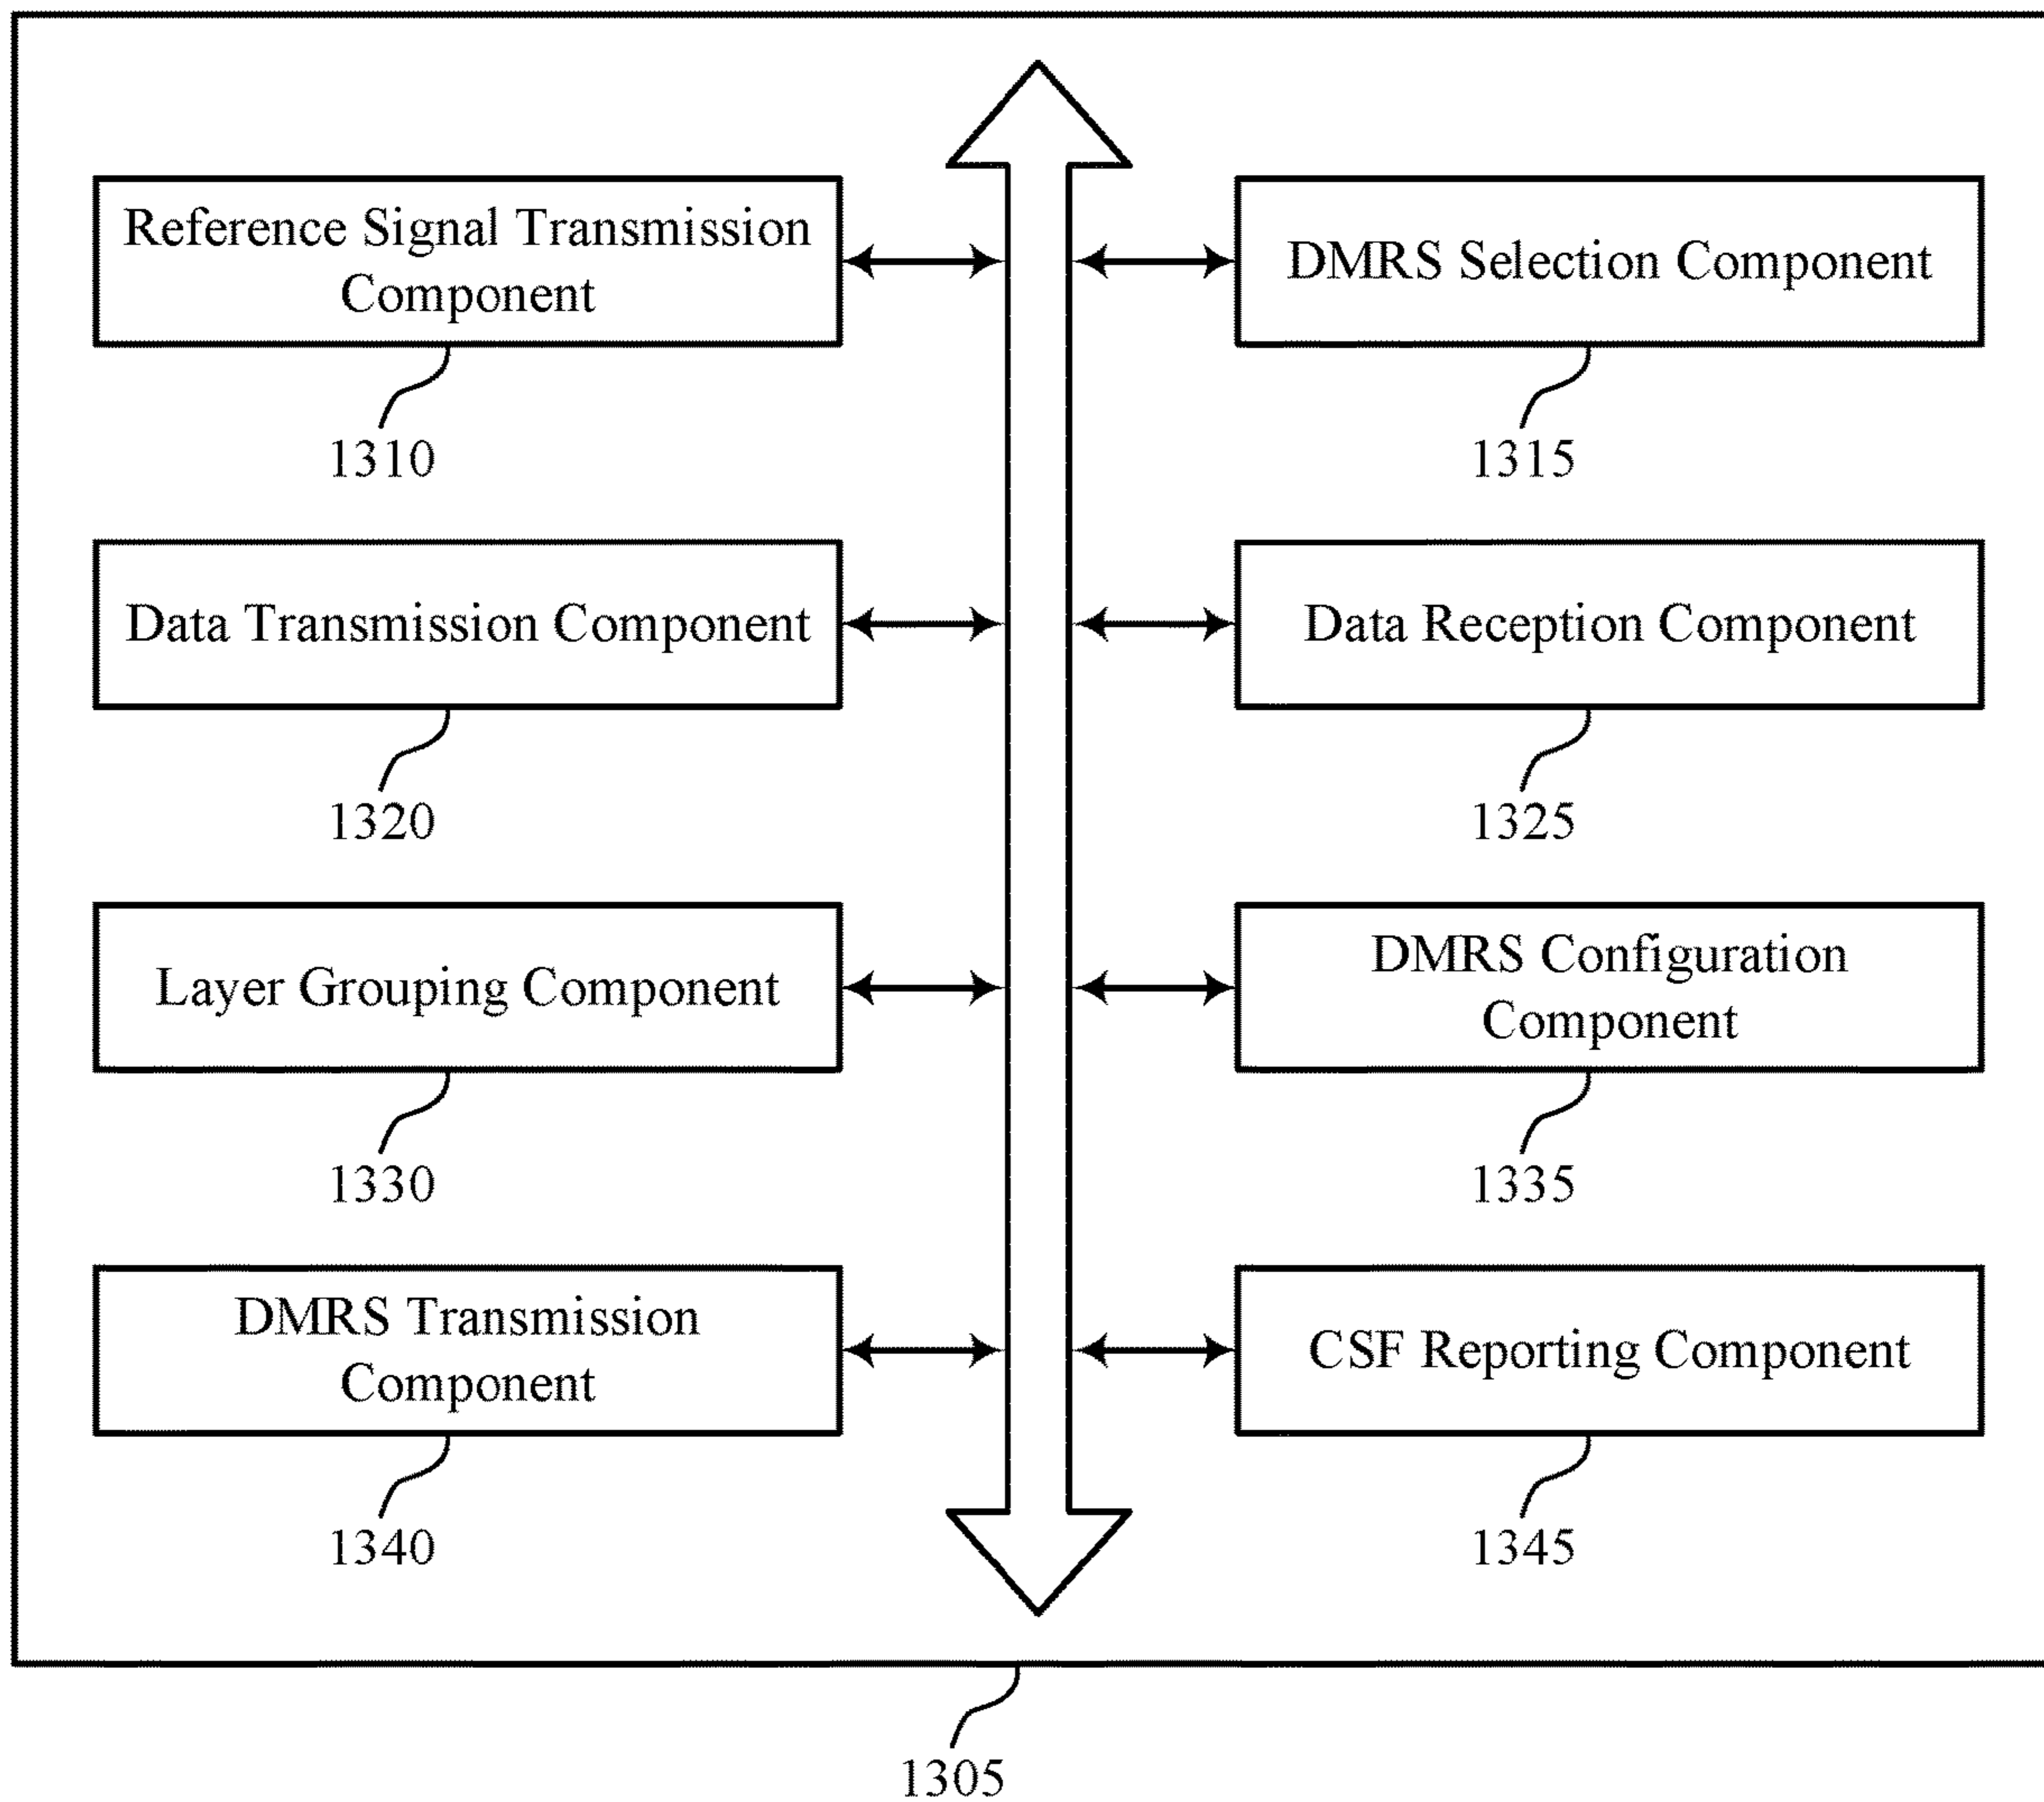 Reference Signal Transmission
Component
1310
DMRS Selection Component
1315
Data Transmission Component
1320
Data Reception Component
1325
Layer Grouping Component
1330
DMRS Configuration
Component
1335
DMRS Transmission
Component
1340
CSF Reporting Component
1345
1305